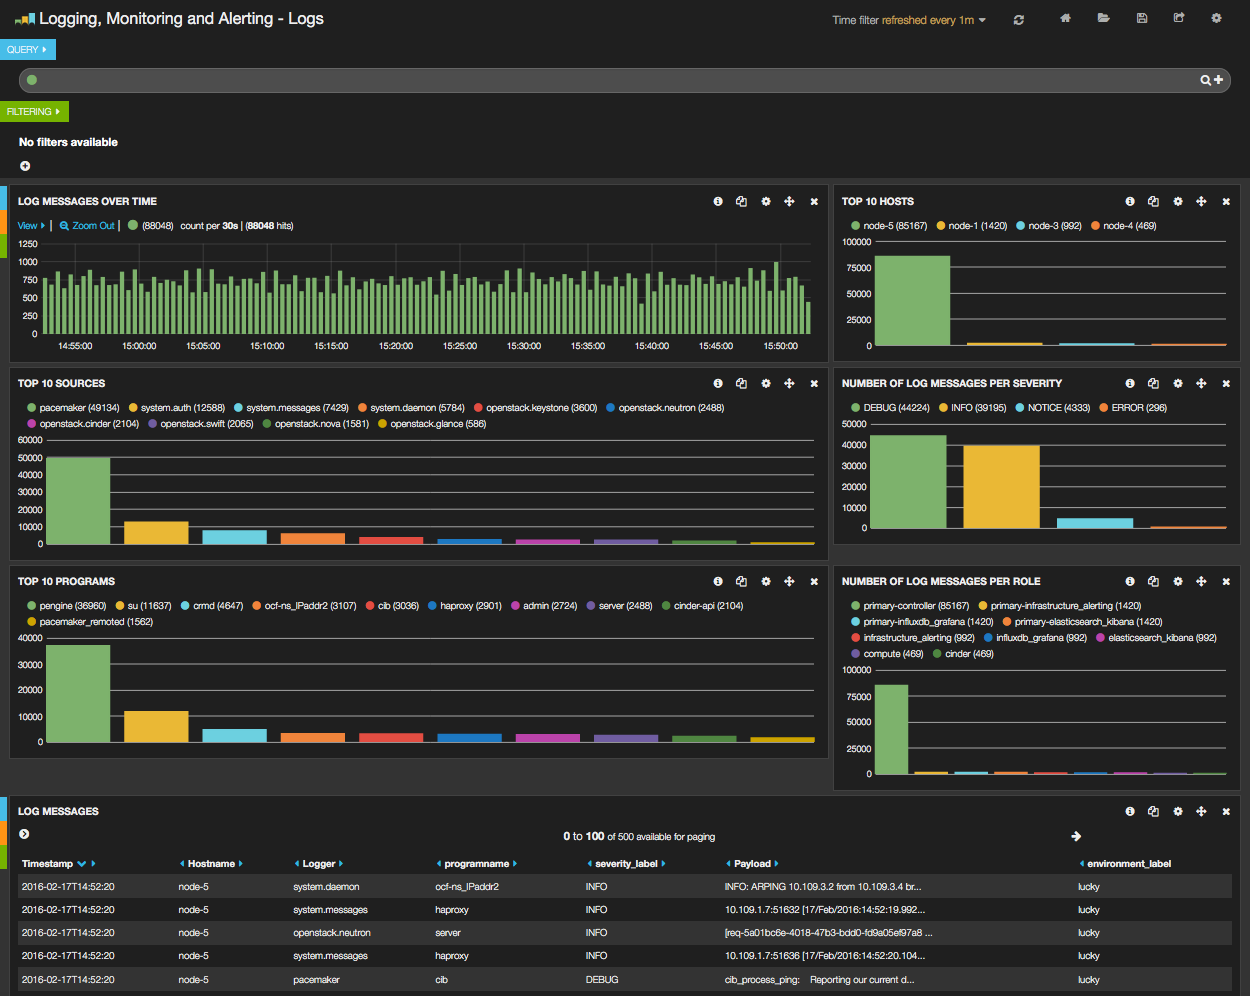 Logging, Monitoring and Alerting - Logs
Time filter refreshed every 1m
QUERY
FILTERING
No filters available
LOG MESSAGES OVER TIME
View | Zoom Out | (88048) count per 30s | (88048 hits)
1250
1000
750
500
250
0
14:55:00 15:00:00 15:05:00 15:10:00 15:15:00 15:20:00 15:25:00 15:30:00 15:35:00 15:40:00 15:45:00 15:50:00
TOP 10 HOSTS
node-5 (85167) node-1 (1420) node-3 (992) node-4 (469)
100000
75000
50000
25000
0
TOP 10 SOURCES
pacemaker (49134) system.auth (12588) system.messages (7429) system.daemon (5784) openstack.keystone (3600) openstack.neutron (2488)
openstack.cinder (2104) openstack.swift (2065) openstack.nova (1581) openstack.glance (586)
60000
50000
40000
30000
20000
10000
0
NUMBER OF LOG MESSAGES PER SEVERITY
DEBUG (44224) INFO (39195) NOTICE (4333) ERROR (296)
50000
40000
30000
20000
10000
0
TOP 10 PROGRAMS
pengine (36960) su (11637) crmd (4647) ocf-ns_IPaddr2 (3107) cib (3036) haproxy (2901) admin (2724) server (2488) cinder-api (2104)
pacemaker_remoted (1562)
40000
30000
20000
10000
0
NUMBER OF LOG MESSAGES PER ROLE
primary-controller (85167) primary-infrastructure_alerting (1420)
primary-influxdb_grafana (1420) primary-elasticsearch_kibana (1420)
infrastructure_alerting (992) influxdb_grafana (992) elasticsearch_kibana (992)
compute (469) cinder (469)
100000
75000
50000
25000
0
LOG MESSAGES
0 to 100 of 500 available for paging
Timestamp Hostname Logger programname severity_label Payload environment_label
2016-02-17T14:52:20 node-5 system.daemon ocf-ns_IPaddr2 INFO INFO: ARPING 10.109.3.2 from 10.109.3.4 br... lucky
2016-02-17T14:52:20 node-5 system.messages haproxy INFO 10.109.1.7:51632 [17/Feb/2016:14:52:19.992... lucky
2016-02-17T14:52:20 node-5 openstack.neutron server INFO [req-5a01bc6e-4018-47b3-bdd0-fd9a05ef97a8 ... lucky
2016-02-17T14:52:20 node-5 system.messages haproxy INFO 10.109.1.7:51636 [17/Feb/2016:14:52:20.104... lucky
2016-02-17T14:52:20 node-5 pacemaker cib DEBUG cib_process_ping: Reporting our current d... lucky